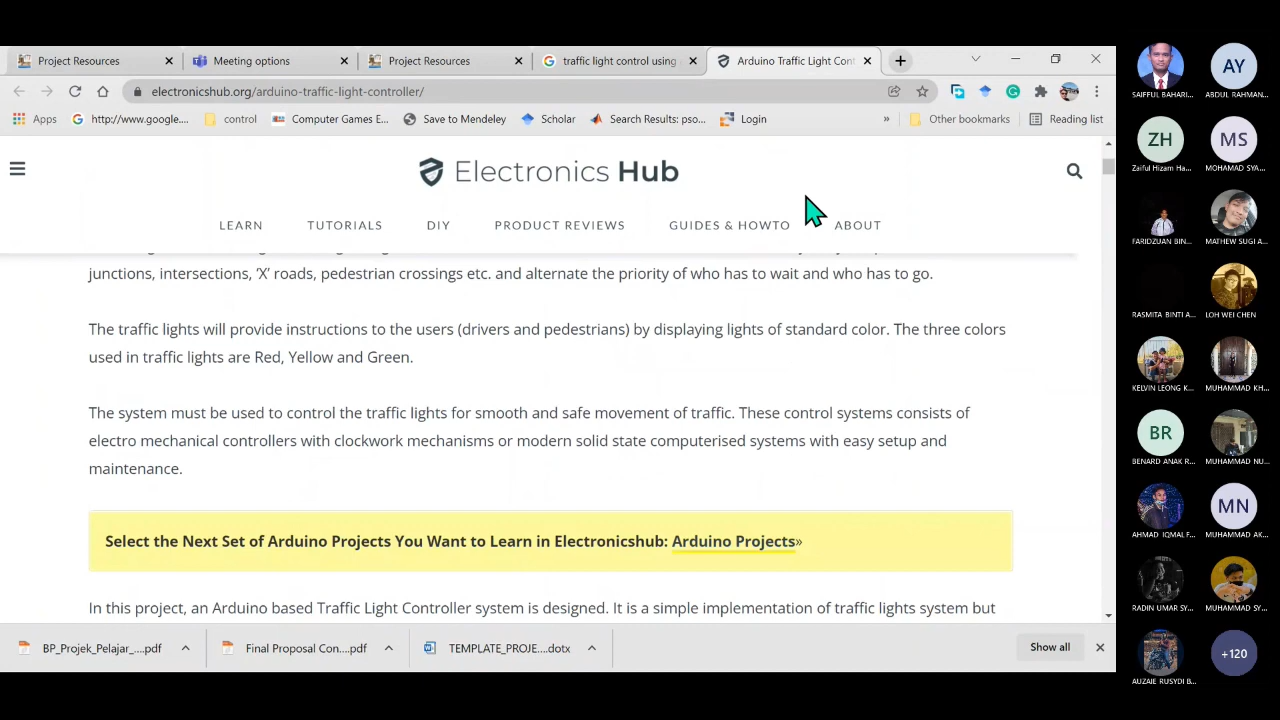 Project Resources
Meeting options
Project Resources
traffic light control using
Arduino Traffic Light Cont
electronicshub.org/arduino-traffic-light-controller/
Apps
http://www.google....
control
Computer Games E...
Save to Mendeley
Scholar
Search Results: pso...
Login
»
Other bookmarks
Reading list
Electronics Hub
LEARN
TUTORIALS
DIY
PRODUCT REVIEWS
GUIDES & HOWTO
ABOUT
junctions, intersections, ‘X’ roads, pedestrian crossings etc. and alternate the priority of who has to wait and who has to go.
The traffic lights will provide instructions to the users (drivers and pedestrians) by displaying lights of standard color. The three colors
used in traffic lights are Red, Yellow and Green.
The system must be used to control the traffic lights for smooth and safe movement of traffic. These control systems consists of
electro mechanical controllers with clockwork mechanisms or modern solid state computerised systems with easy setup and
maintenance.
Select the Next Set of Arduino Projects You Want to Learn in Electronicshub: Arduino Projects»
In this project, an Arduino based Traffic Light Controller system is designed. It is a simple implementation of traffic lights system but
BP_Projek_Pelajar_....pdf
Final Proposal Con....pdf
TEMPLATE_PROJE....dotx
Show all
SAIFFUL BAHARI...
AY
ABDUL RAHMAN...
ZH
Zaiful Hizam Ha...
MS
MOHAMAD SYA...
FARIDZUAN BIN...
MATHEW SUGI A...
RASMITA BINTI A...
LOH WEI CHEN
KELVIN LEONG K...
MUHAMMAD KH...
BR
BENARD ANAK R...
MUHAMMAD NU...
AHMAD IQMAL F...
MN
MUHAMMAD AK...
RADIN UMAR SY...
MUHAMMAD SY...
AUZAIE RUSYDI B...
+120